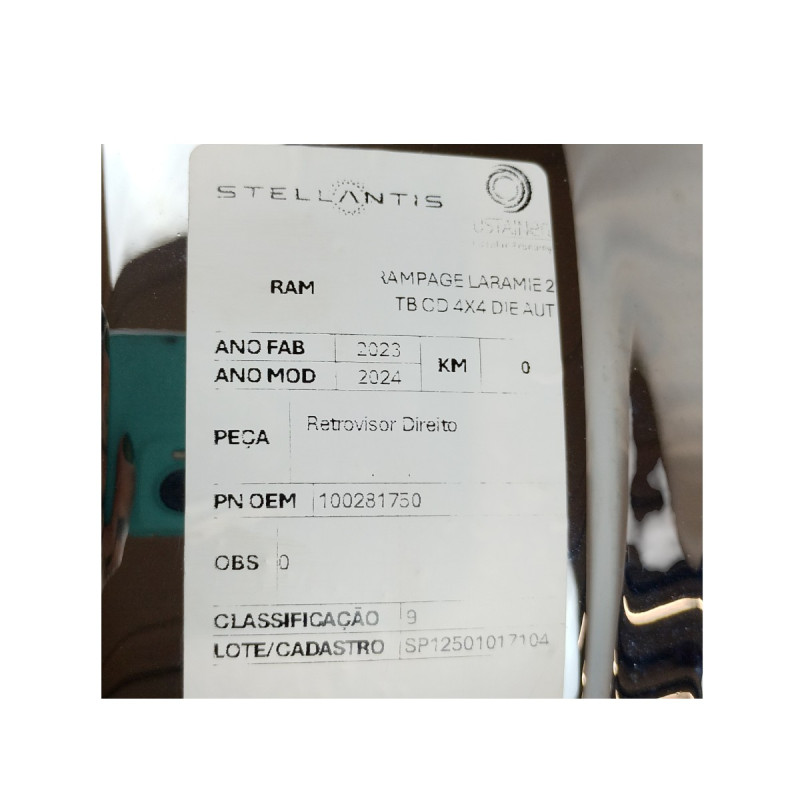 STELLANTIS
RAM
RAMPAGE LARAMIE 2
TB CD 4X4 DIE AUT
ANO FAB 2023
ANO MOD 2024
KM 0
PEÇA Retrovisor Direito
PN OEM 100281750
OBS 0
CLASSIFICAÇÃO 9
LOTE/CADASTRO SP12501017104